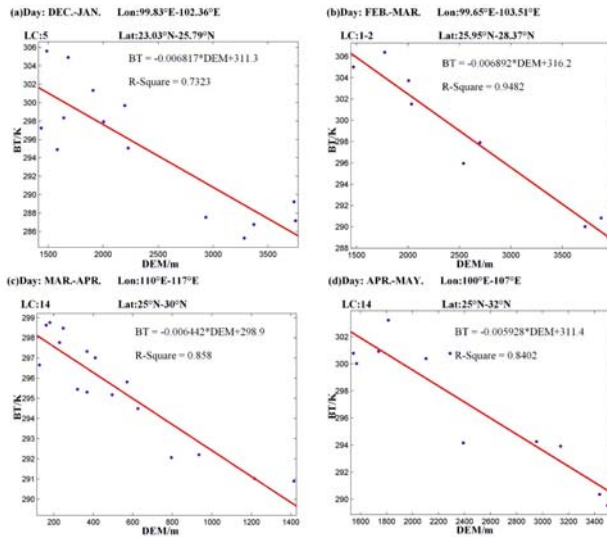 (a)Day: DEC.-JAN. Lon:99.83°E-102.36°E
LC:5 Lat:23.03°N-25.79°N
306
304
302
300
298
296
294
292
290
288
286
BT/K
BT = -0.006817*DEM+311.3
R-Square = 0.7323
1500 2000 2500 3000 3500
DEM/m
(b)Day: FEB.-MAR. Lon:99.65°E-103.51°E
LC:1-2 Lat:25.95°N-28.37°N
306
304
302
300
298
296
294
292
290
288
BT/K
BT = -0.006892*DEM+316.2
R-Square = 0.9482
1500 2000 2500 3000 3500
DEM/m
(c)Day: MAR.-APR. Lon:110°E-117°E
LC:14 Lat:25°N-30°N
299
298
297
296
295
294
293
292
291
290
BT/K
BT = -0.006442*DEM+298.9
R-Square = 0.858
200 400 600 800 1000 1200 1400
DEM/m
(d)Day: APR.-MAY. Lon:100°E-107°E
LC:14 Lat:25°N-32°N
304
302
300
298
296
294
292
290
BT/K
BT = -0.005928*DEM+311.4
R-Square = 0.8402
1600 1800 2000 2200 2400 2600 2800 3000 3200 3400
DEM/m